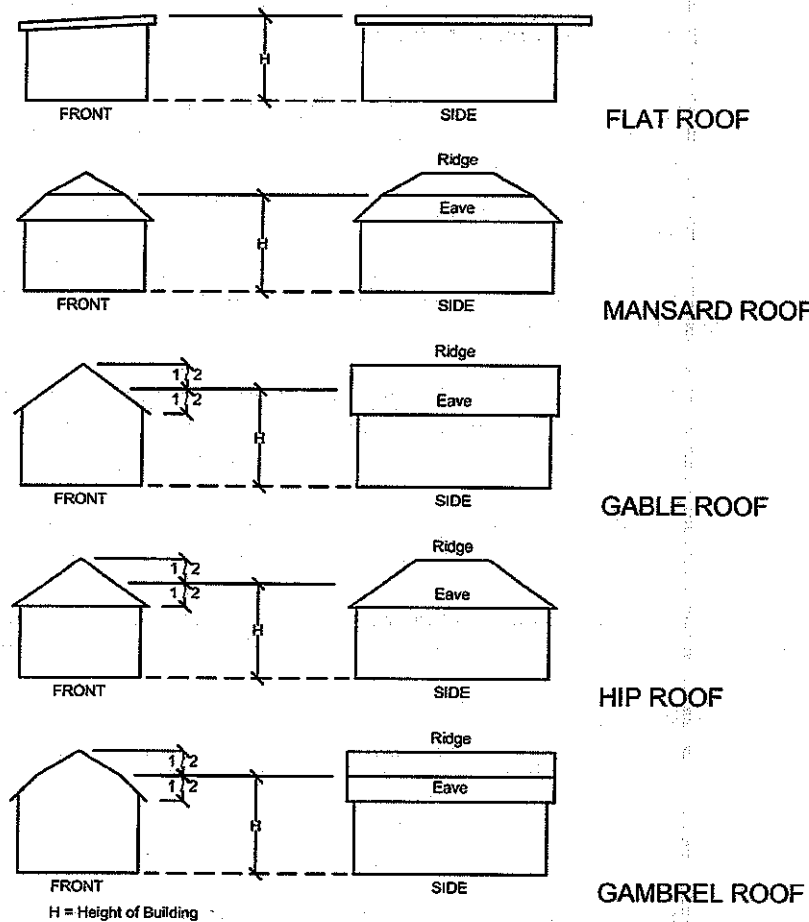 H
FRONT
SIDE
FLAT ROOF
Ridge
Eave
H
FRONT
SIDE
MANSARD ROOF
Ridge
1/2
1/2
Eave
H
FRONT
SIDE
GABLE ROOF
Ridge
1/2
1/2
Eave
H
FRONT
SIDE
HIP ROOF
Ridge
1/2
1/2
Eave
H
FRONT
SIDE
GAMBREL ROOF
H = Height of Building